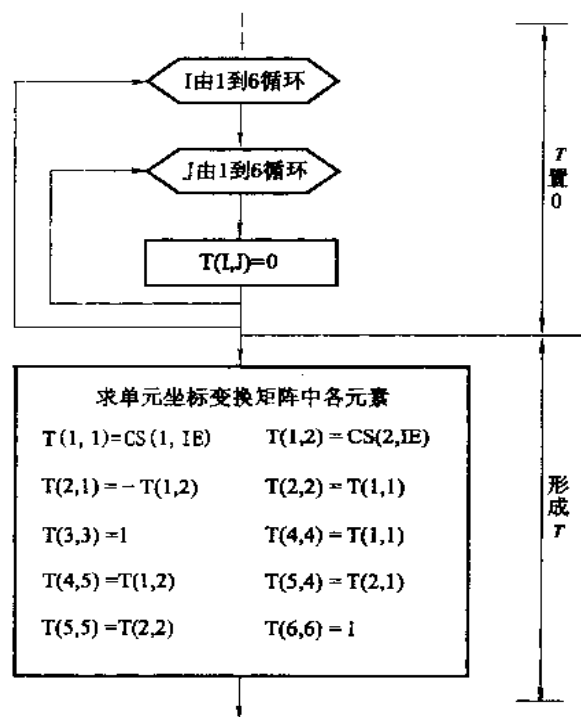 I由1到6循环
J由1到6循环
T(I,J)=0
T置0
求单元坐标变换矩阵中各元素
T(1, 1)=CS(1, IE) T(1,2) = CS(2,IE)
T(2,1) = - T(1,2) T(2,2) = T(1,1)
T(3,3) =1 T(4,4) = T(1,1)
T(4,5) =T(1,2) T(5,4) = T(2,1)
T(5,5) =T(2,2) T(6,6) = 1
形成T